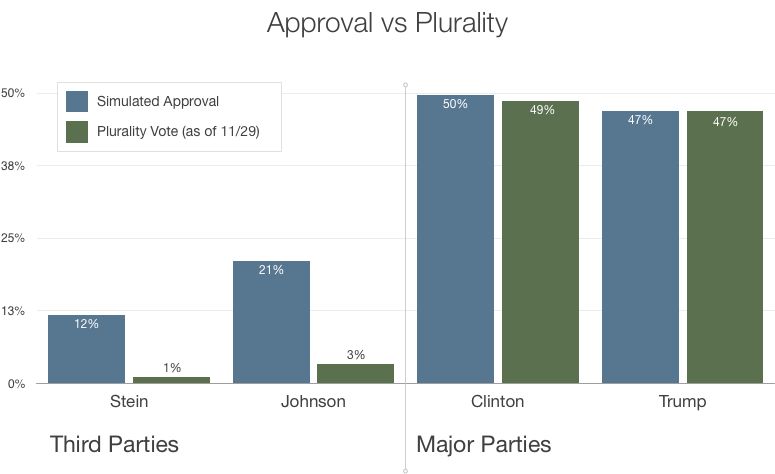 Approval vs Plurality
50%
Simulated Approval
Plurality Vote (as of 11/29)
38%
25%
13%
0%
12%
1%
21%
3%
50%
49%
47%
47%
Stein
Johnson
Clinton
Trump
Third Parties
Major Parties